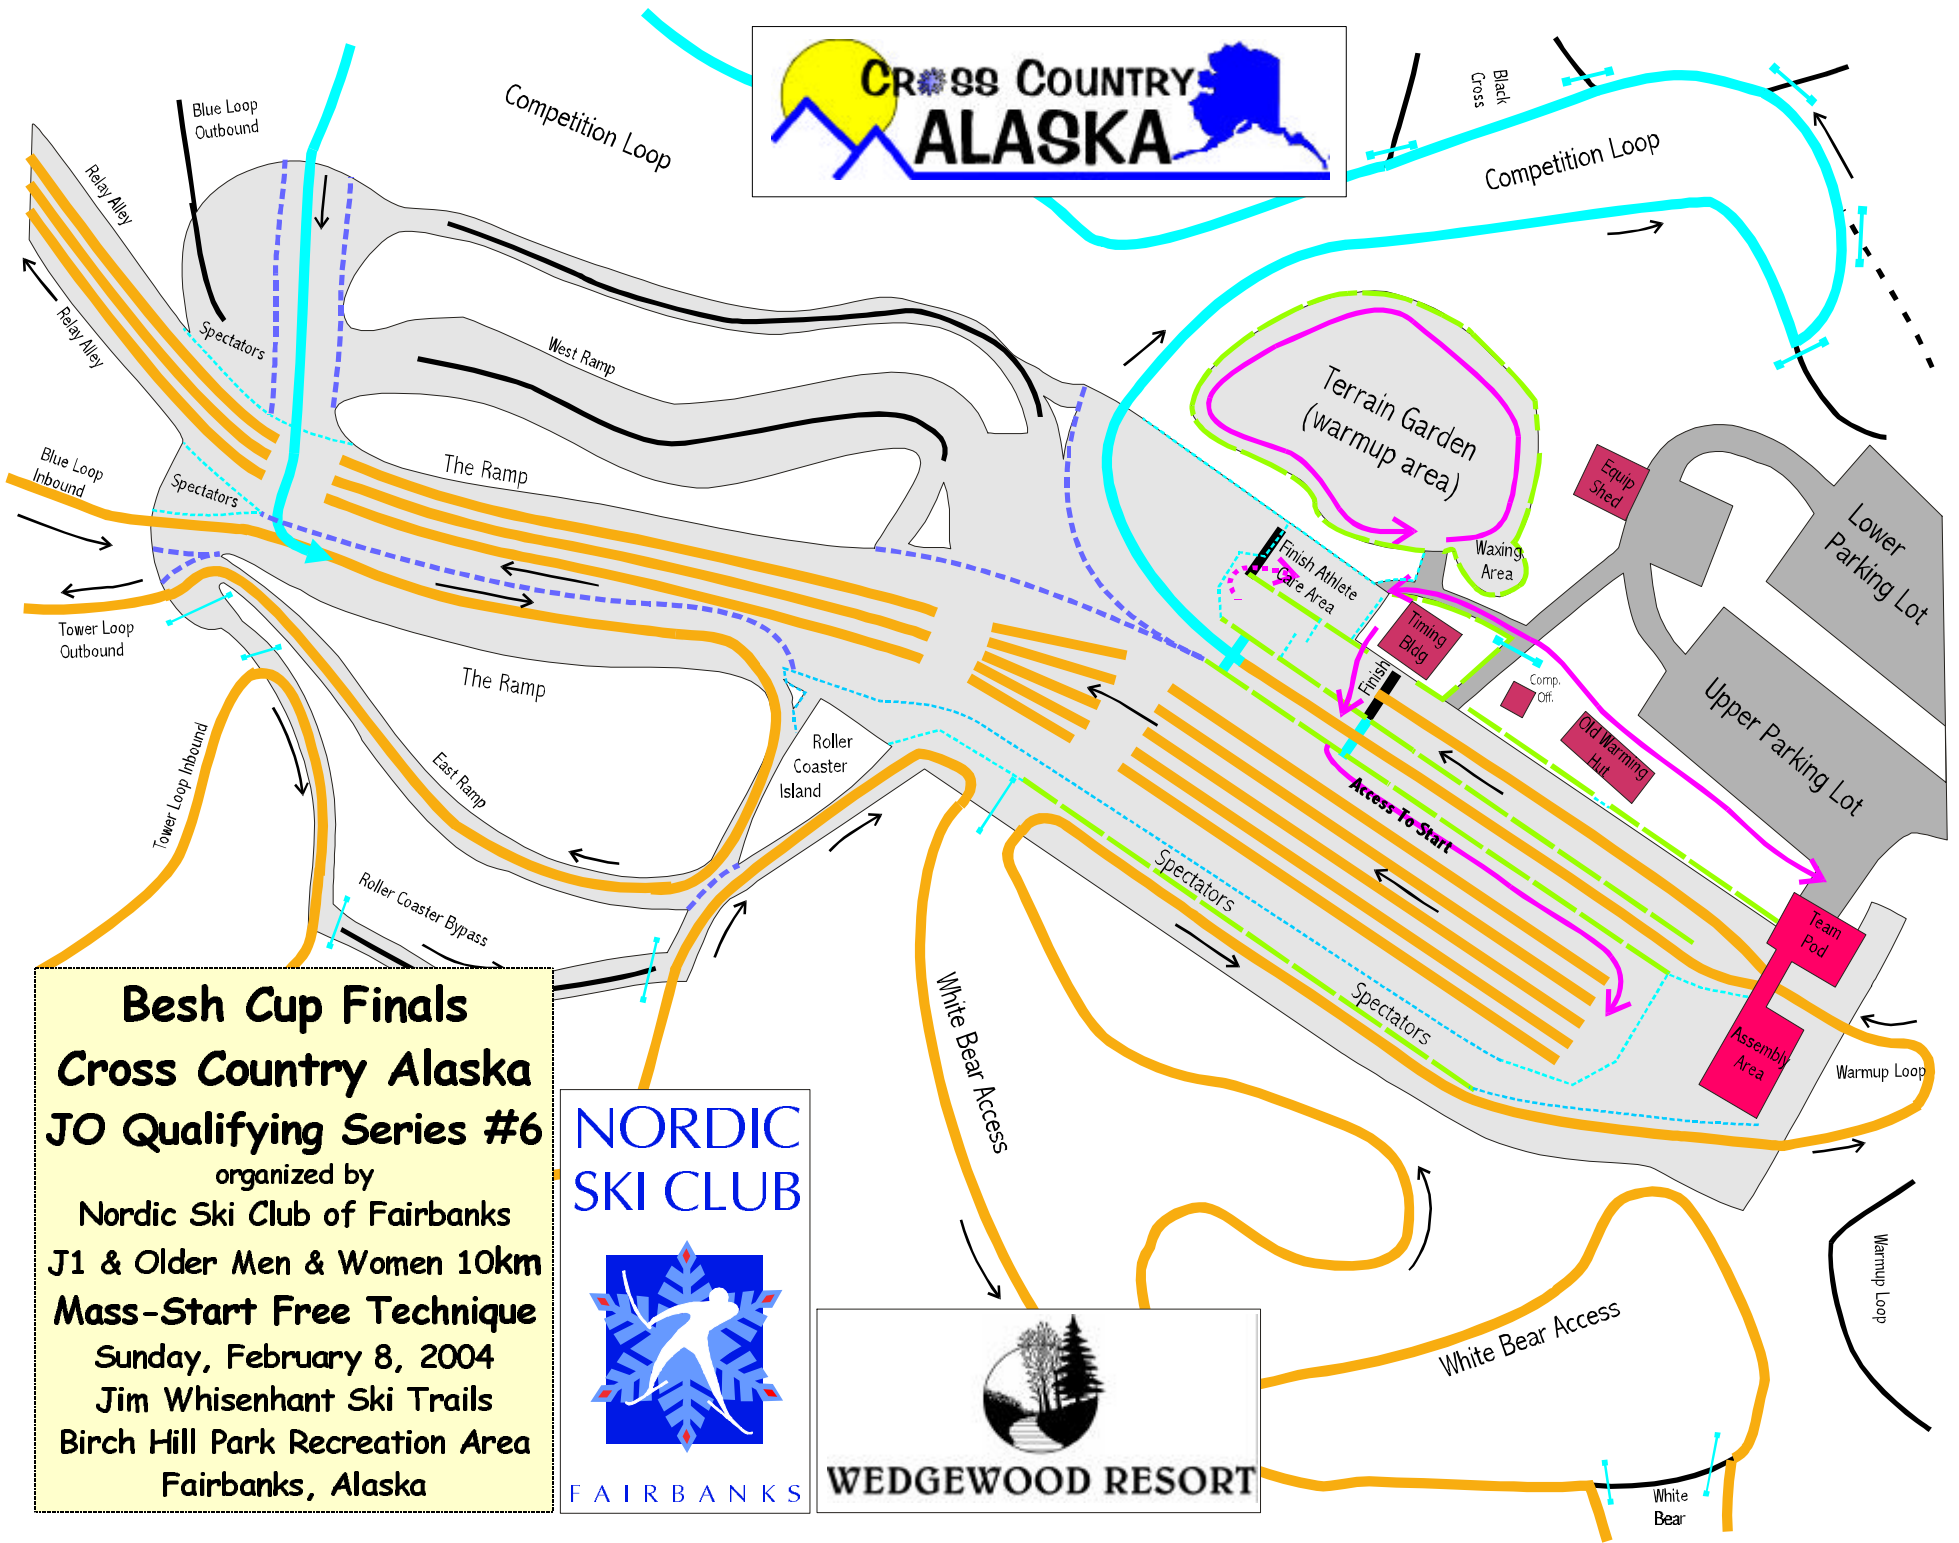 CROSS COUNTRY
ALASKA
Competition Loop
Black
Cross
Competition Loop
Blue Loop
Outbound
Relay Alley
Relay Alley
Spectators
West Ramp
Terrain Garden
(warmup area)
Equip
Shed
Lower
Parking Lot
Blue Loop
Inbound
Spectators
The Ramp
Waxing
Area
Finish Athlete
Care Area
Timing
Bldg
Tower Loop
Outbound
The Ramp
Finish
Comp.
Off.
Upper Parking Lot
Old Warming
Hut
Roller
Coaster
Island
East Ramp
Tower Loop Inbound
Access To Start
Spectators
Roller Coaster Bypass
Team
Pod
White Bear Access
Spectators
Assembly
Area
Warmup Loop
Besh Cup Finals
Cross Country Alaska
JO Qualifying Series #6
organized by
Nordic Ski Club of Fairbanks
J1 & Older Men & Women 10km
Mass-Start Free Technique
Sunday, February 8, 2004
Jim Whisenhant Ski Trails
Birch Hill Park Recreation Area
Fairbanks, Alaska
NORDIC
SKI CLUB
FAIRBANKS
WEDGEWOOD RESORT
White Bear Access
Warmup Loop
White
Bear